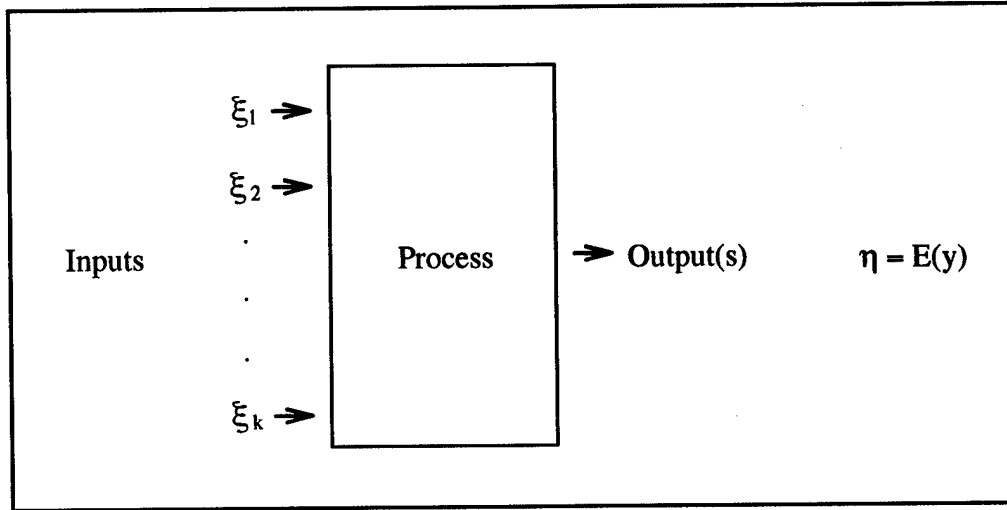 ξ₁
ξ₂
.
Inputs Process Output(s) η = E(y)
.
.
ξₖ